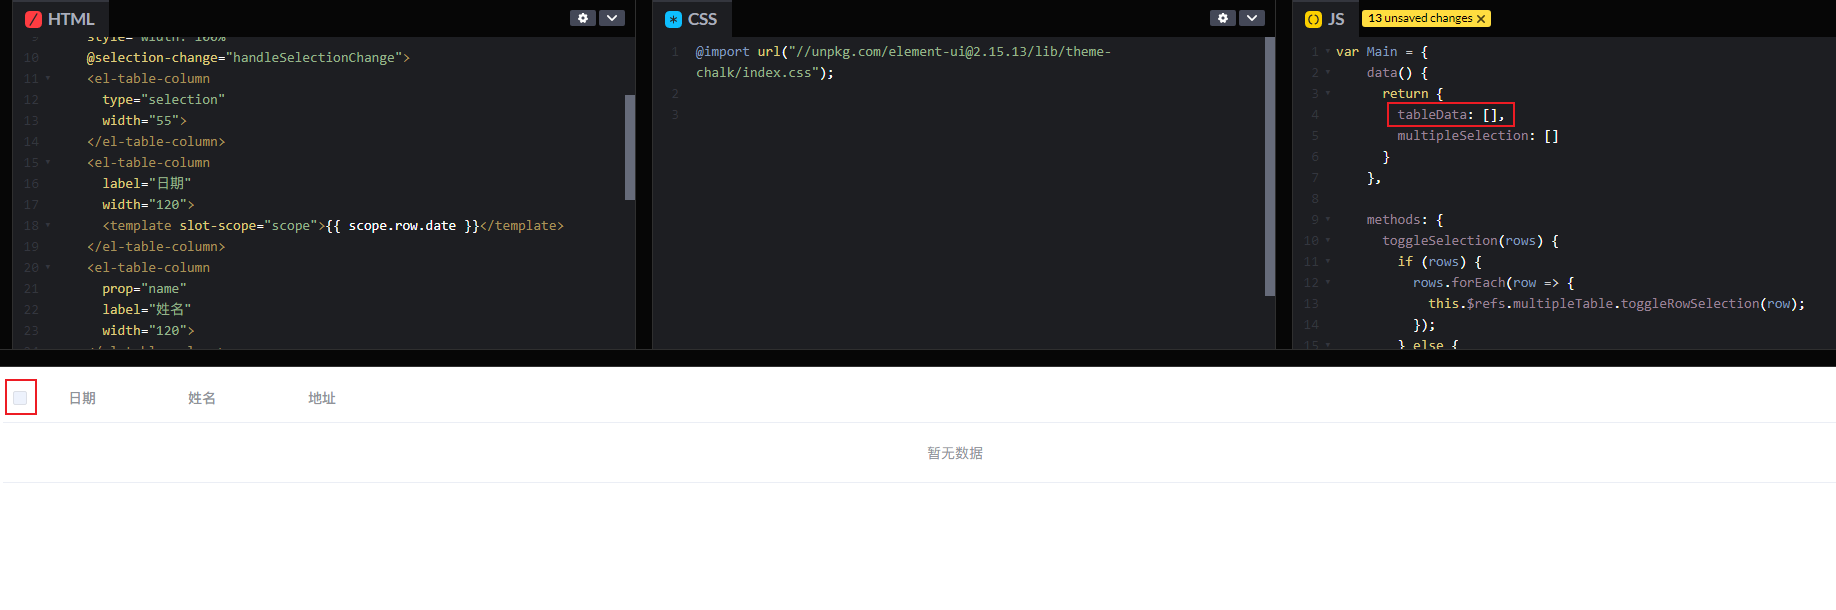 HTML
style="width: 100%"
10 @selection-change="handleSelectionChange">
11 <el-table-column
12 type="selection"
13 width="55">
14 </el-table-column>
15 <el-table-column
16 label="日期"
17 width="120">
18 <template slot-scope="scope">{{ scope.row.date }}</template>
19 </el-table-column>
20 <el-table-column
21 prop="name"
22 label="姓名"
23 width="120">
CSS
1 @import url("//unpkg.com/element-ui@2.15.13/lib/theme-
chalk/index.css");
2
3
JS 13 unsaved changes
1 var Main = {
2 data() {
3 return {
4 tableData: [],
5 multipleSelection: []
6 }
7 },
8
9 methods: {
10 toggleSelection(rows) {
11 if (rows) {
12 rows.forEach(row => {
13 this.$refs.multipleTable.toggleRowSelection(row);
14 });
15 } else {
日期 姓名 地址
暂无数据